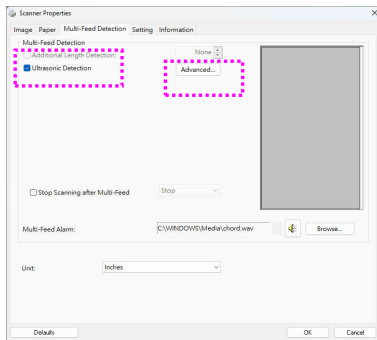 Scanner Properties
Image Paper Multi-Feed Detection Setting Information
Multi-Feed Detection
Additional Length Detection
None
Ultrasonic Detection
Advanced...
Stop Scanning after Multi-Feed
Stop
Multi-Feed Alarm:
C:\WINDOWS\Media\chord.wav
Browse...
Unit:
Inches
Defaults
OK
Cancel